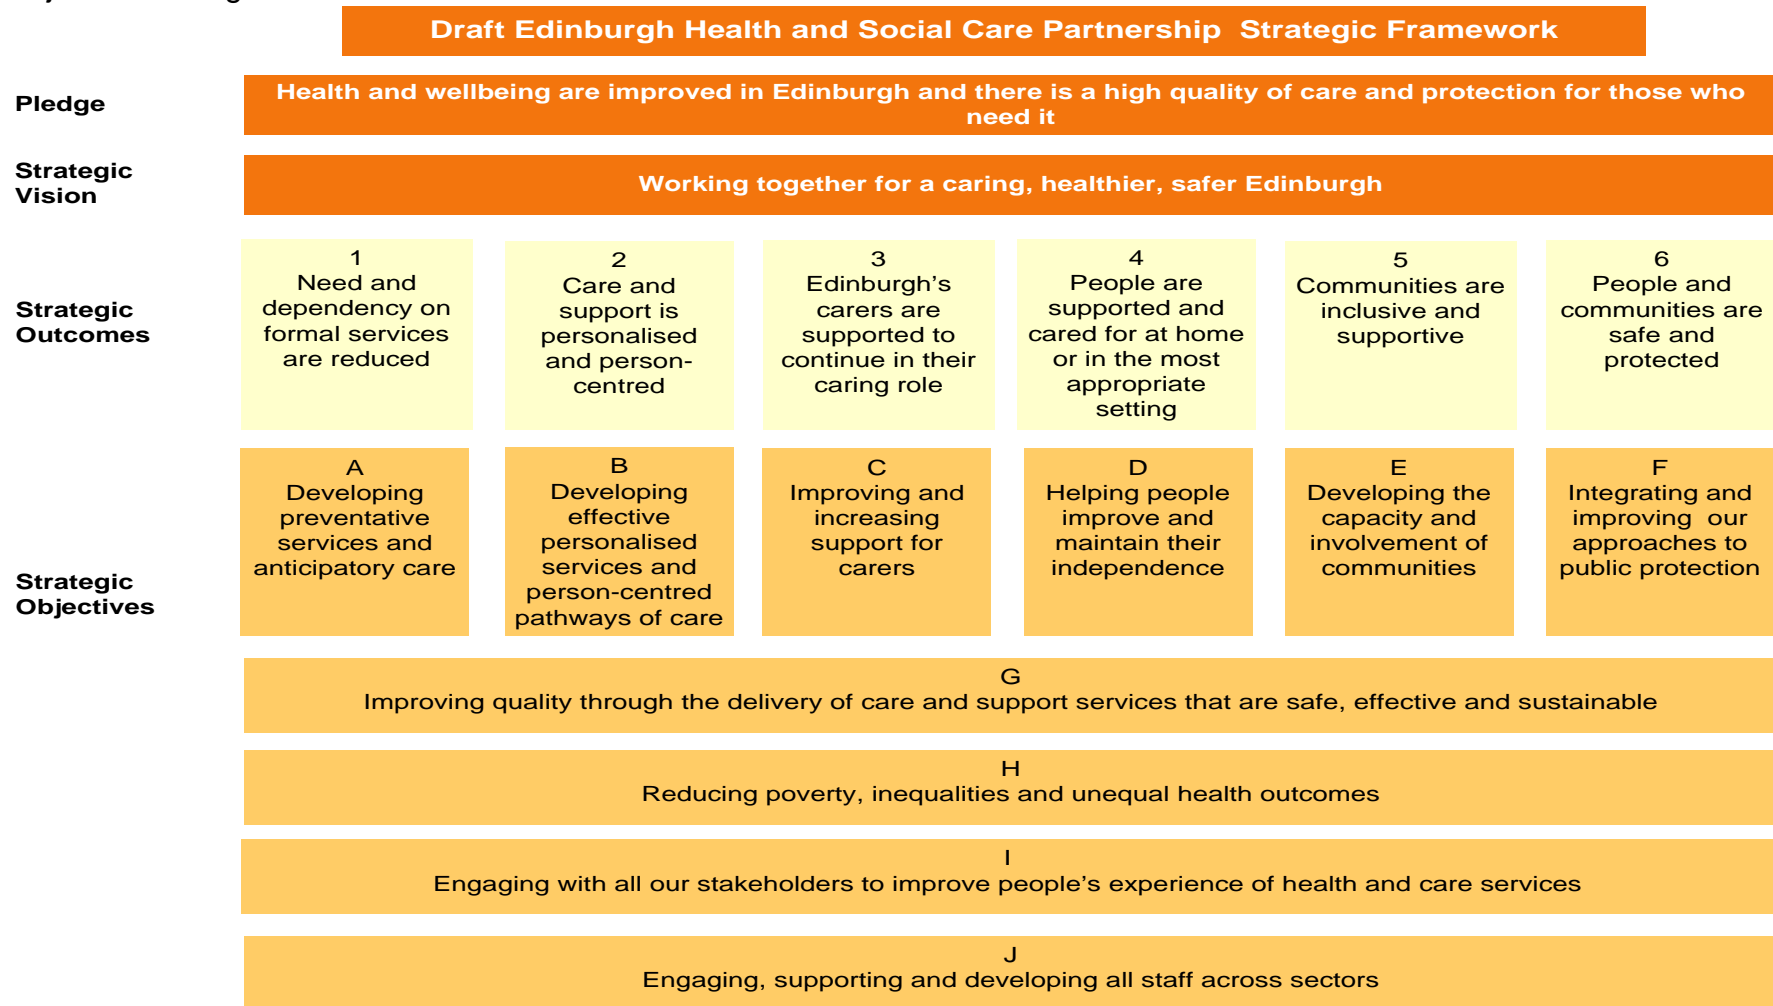 Draft Edinburgh Health and Social Care Partnership  Strategic Framework
Pledge
Health and wellbeing are improved in Edinburgh and there is a high quality of care and protection for those who
need it
Strategic
Vision
Working together for a caring, healthier, safer Edinburgh
Strategic
Outcomes
1
Need and
dependency on
formal services
are reduced
2
Care and
support is
personalised
and person-
centred
3
Edinburgh’s
carers are
supported to
continue in their
caring role
4
People are
supported and
cared for at home
or in the most
appropriate
setting
5
Communities are
inclusive and
supportive
6
People and
communities are
safe and
protected
Strategic
Objectives
A
Developing
preventative
services and
anticipatory care
B
Developing
effective
personalised
services and
person-centred
pathways of care
C
Improving and
increasing
support for
carers
D
Helping people
improve and
maintain their
independence
E
Developing the
capacity and
involvement of
communities
F
Integrating and
improving  our
approaches to
public protection
G
Improving quality through the delivery of care and support services that are safe, effective and sustainable
H
Reducing poverty, inequalities and unequal health outcomes
I
Engaging with all our stakeholders to improve people’s experience of health and care services
J
Engaging, supporting and developing all staff across sectors